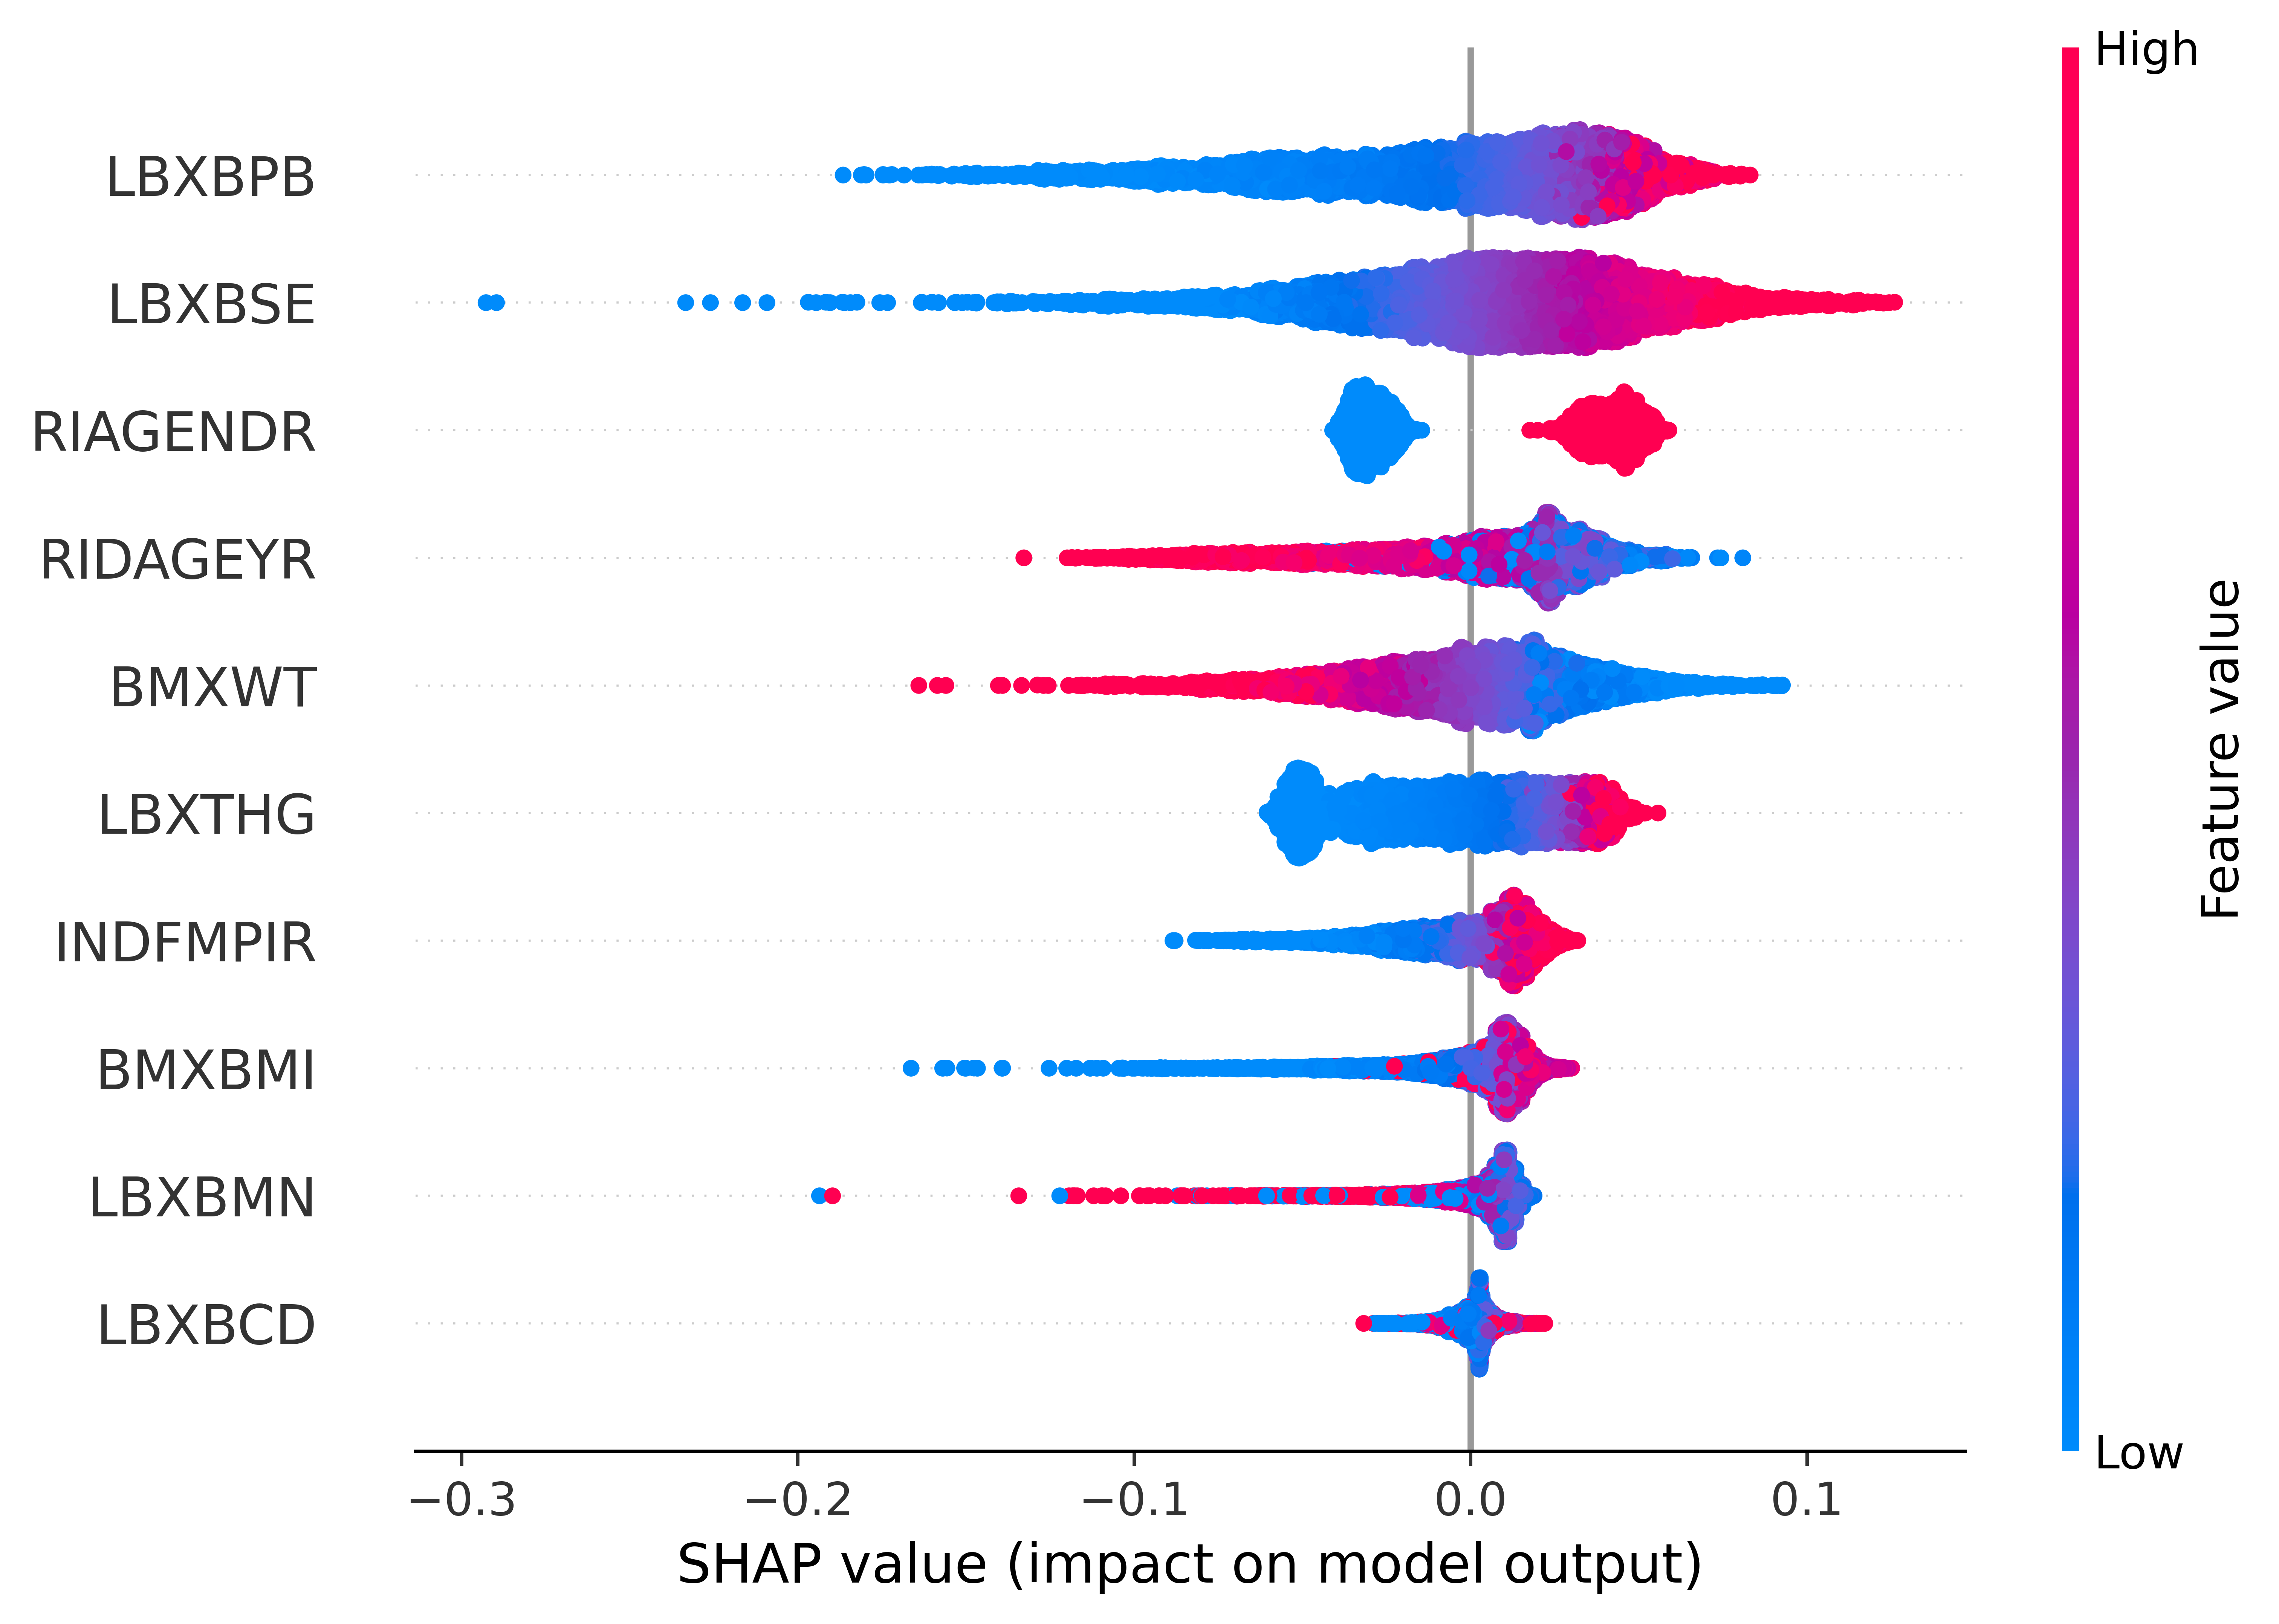 High
LBXBPB
LBXBSE
RIAGENDR
RIDAGEYR
BMXWT
LBXTHG
INDFMPIR
BMXBMI
LBXBMN
LBXBCD
Feature value
Low
−0.3 −0.2 −0.1 0.0 0.1
SHAP value (impact on model output)